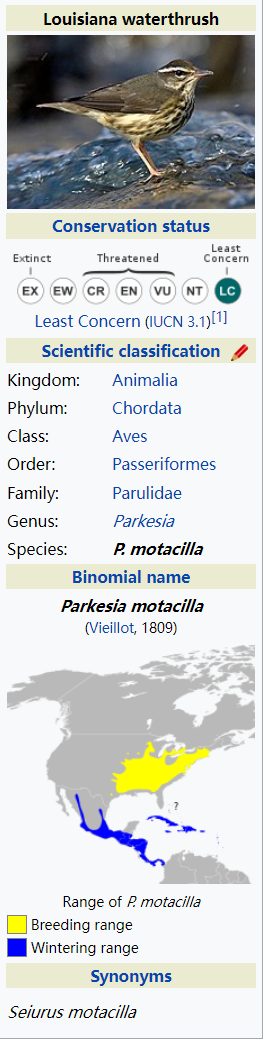 Louisiana waterthrush
Conservation status
Extinct
Threatened
Least
Concern
EX EW CR EN VU NT LC
Least Concern (IUCN 3.1)[1]
Scientific classification
Kingdom: Animalia
Phylum: Chordata
Class: Aves
Order: Passeriformes
Family: Parulidae
Genus: Parkesia
Species: P. motacilla
Binomial name
Parkesia motacilla
(Vieillot, 1809)
?
Range of P. motacilla
Breeding range
Wintering range
Synonyms
Seiurus motacilla